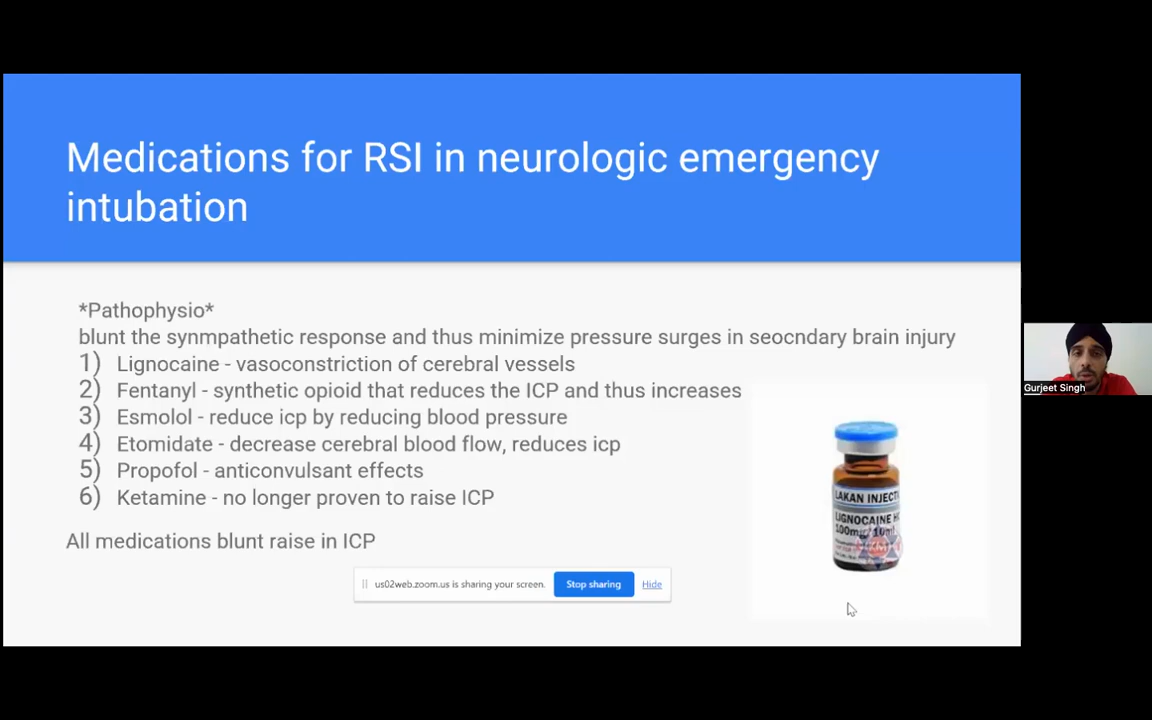 Medications for RSI in neurologic emergency
intubation
*Pathophysio*
blunt the synmpathetic response and thus minimize pressure surges in seocndary brain injury
1) Lignocaine - vasoconstriction of cerebral vessels
2) Fentanyl - synthetic opioid that reduces the ICP and thus increases
3) Esmolol - reduce icp by reducing blood pressure
4) Etomidate - decrease cerebral blood flow, reduces icp
5) Propofol - anticonvulsant effects
6) Ketamine - no longer proven to raise ICP
All medications blunt raise in ICP
LAKAN INJECT
LIGNOCAINE H
100mg/10ml
us02web.zoom.us is sharing your screen. Stop sharing Hide
Gurjeet Singh